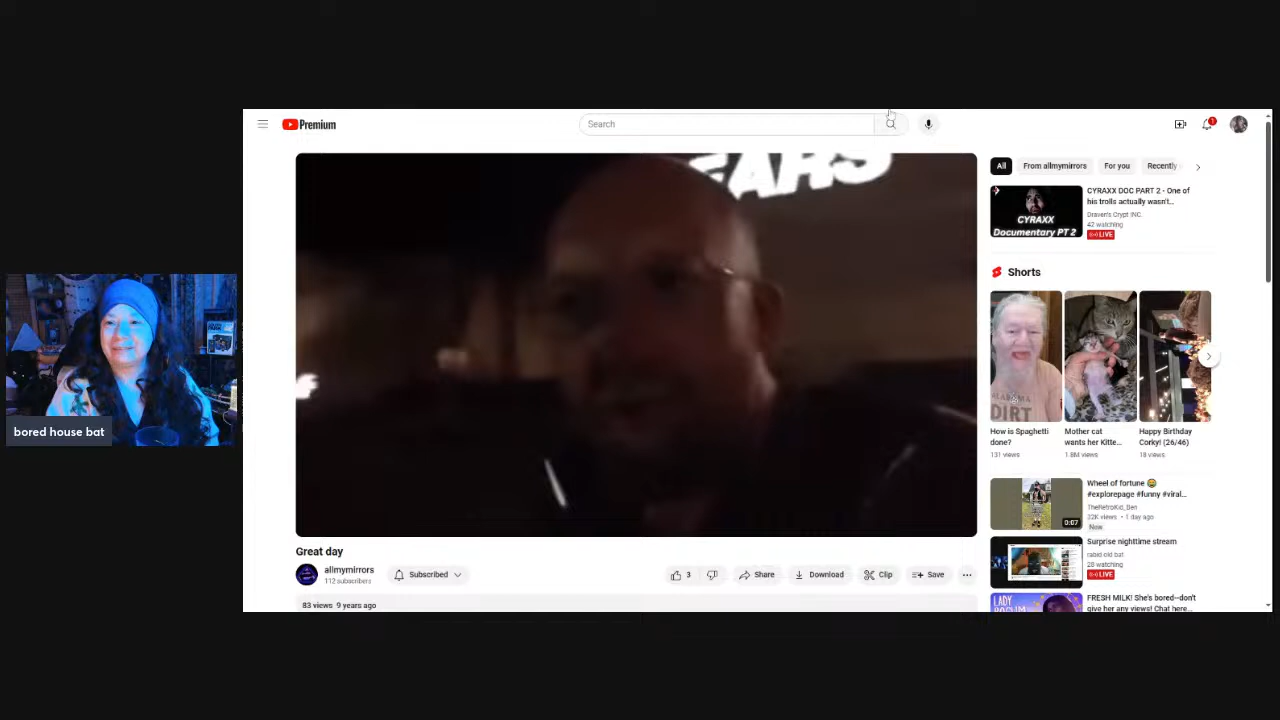 Premium
Search
1
EARS
All
From allmymirrors
For you
Recently
CYRAXX DOC PART 2 - One of
his trolls actually wasn't...
Draven's Crypt INC.
42 watching
LIVE
CYRAXX
Documentary PT 2
Shorts
ALABAMA
DIRT
How is Spaghetti
done?
131 views
Mother cat
wants her Kitte...
1.8M views
Happy Birthday
Corky! (26/46)
18 views
bored house bat
Wheel of fortune 😄
#explorepage #funny #viral...
TheRetroKid_Ben
22K views • 1 day ago
New
0:07
Surprise nighttime stream
rabid old bat
28 watching
LIVE
FRESH MILK! She's bored--don't
give her any views! Chat here...
LADY
Great day
allmymirrors
112 subscribers
Subscribed
3
Share
Download
Clip
Save
83 views 9 years ago